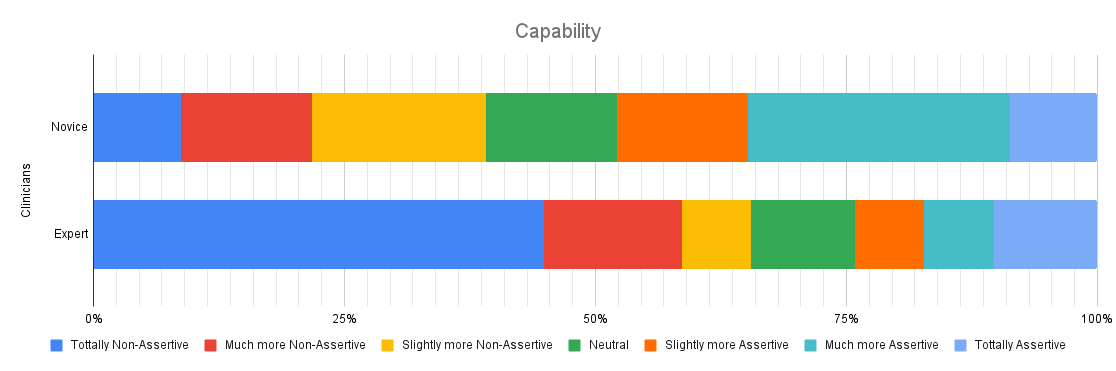 Capability
Clinicians
Novice
Expert
0% 25% 50% 75% 100%
Tottally Non-Assertive Much more Non-Assertive Slightly more Non-Assertive Neutral Slightly more Assertive Much more Assertive Tottally Assertive